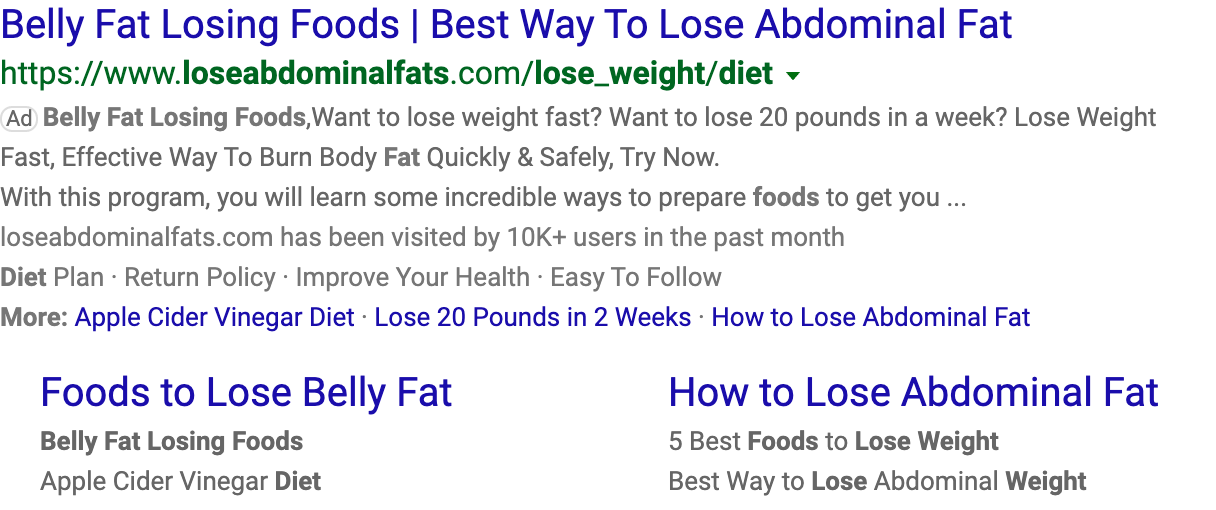 Belly Fat Losing Foods | Best Way To Lose Abdominal Fat
https://www.loseabdominalfats.com/lose_weight/diet
Ad Belly Fat Losing Foods,Want to lose weight fast? Want to lose 20 pounds in a week? Lose Weight
Fast, Effective Way To Burn Body Fat Quickly & Safely, Try Now.
With this program, you will learn some incredible ways to prepare foods to get you ...
loseabdominalfats.com has been visited by 10K+ users in the past month
Diet Plan · Return Policy · Improve Your Health · Easy To Follow
More: Apple Cider Vinegar Diet · Lose 20 Pounds in 2 Weeks · How to Lose Abdominal Fat
Foods to Lose Belly Fat
Belly Fat Losing Foods
Apple Cider Vinegar Diet
How to Lose Abdominal Fat
5 Best Foods to Lose Weight
Best Way to Lose Abdominal Weight